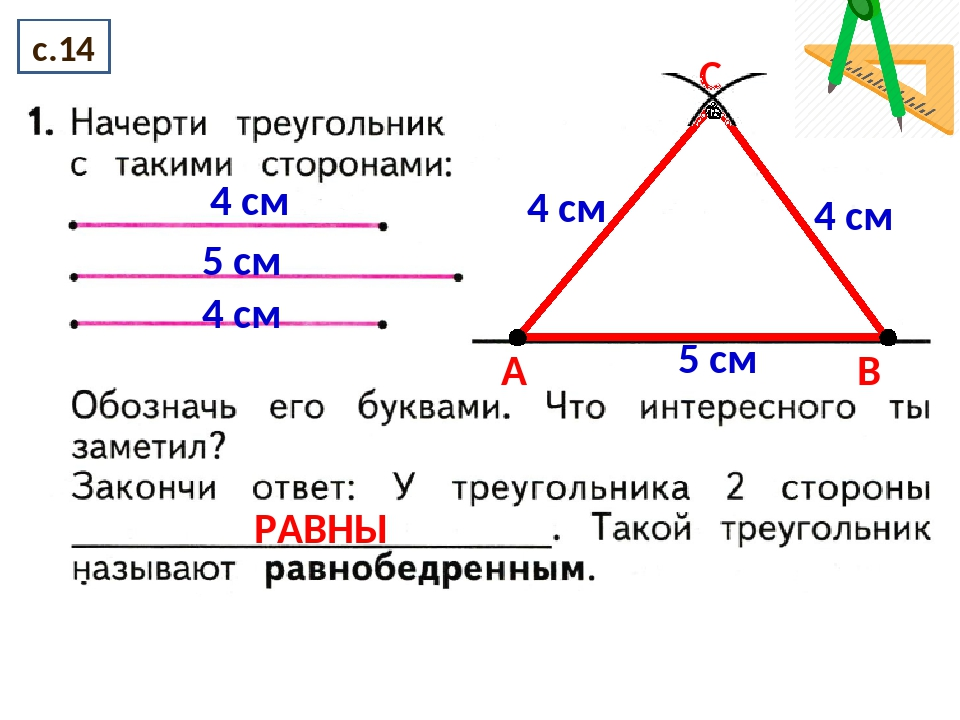 с.14
1. Начерти треугольник
с такими сторонами:
4 см
5 см
4 см
С
4 см
4 см
5 см
А
В
Обозначь его буквами. Что интересного ты
заметил?
Закончи ответ: У треугольника 2 стороны
РАВНЫ. Такой треугольник
называют равнобедренным.